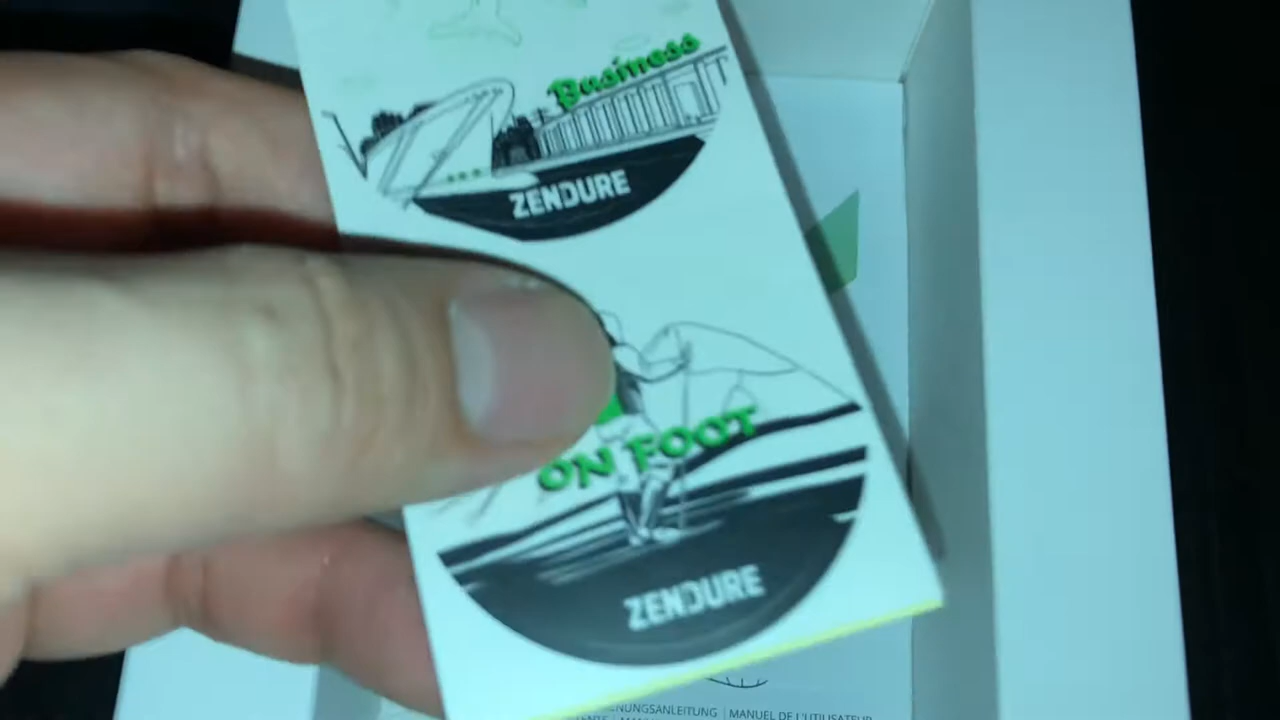 Business
ZENDURE
ON FOOT
ZENDURE
MANUEL DE L'UTILISATEUR